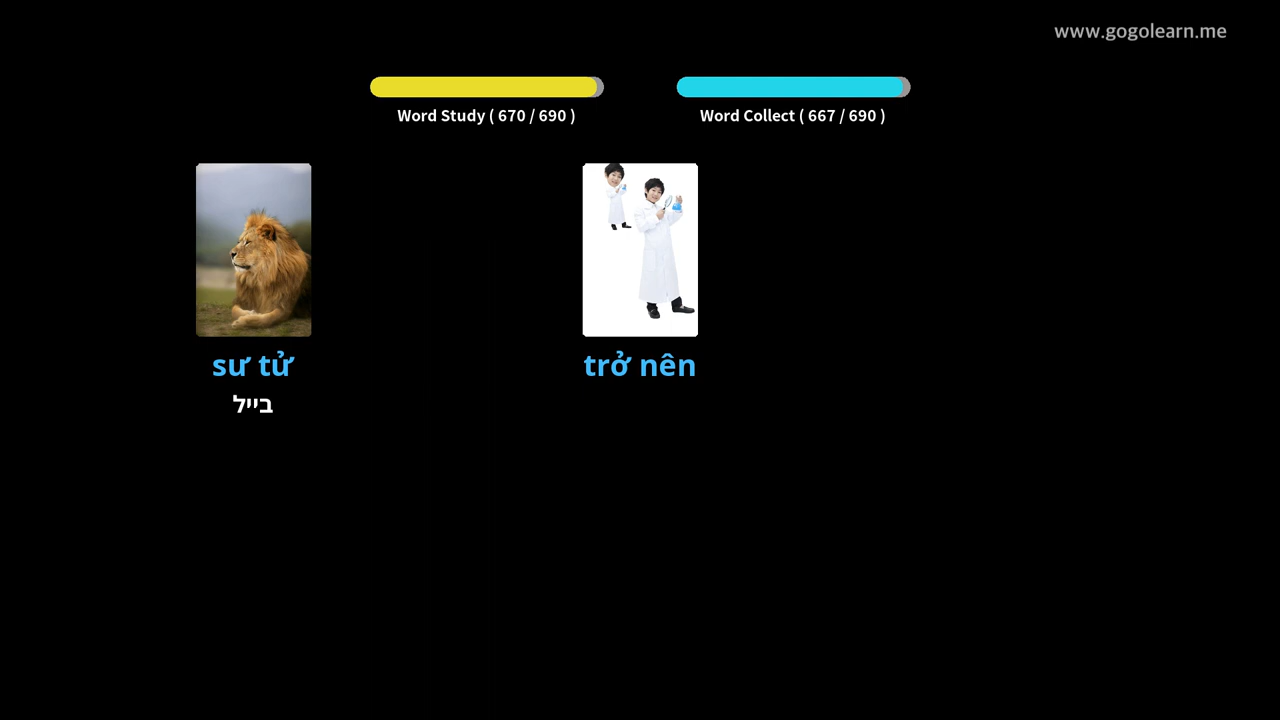 www.gogolearn.me
Word Study ( 670 / 690 )
Word Collect ( 667 / 690 )
sư tử
בייל
trở nên